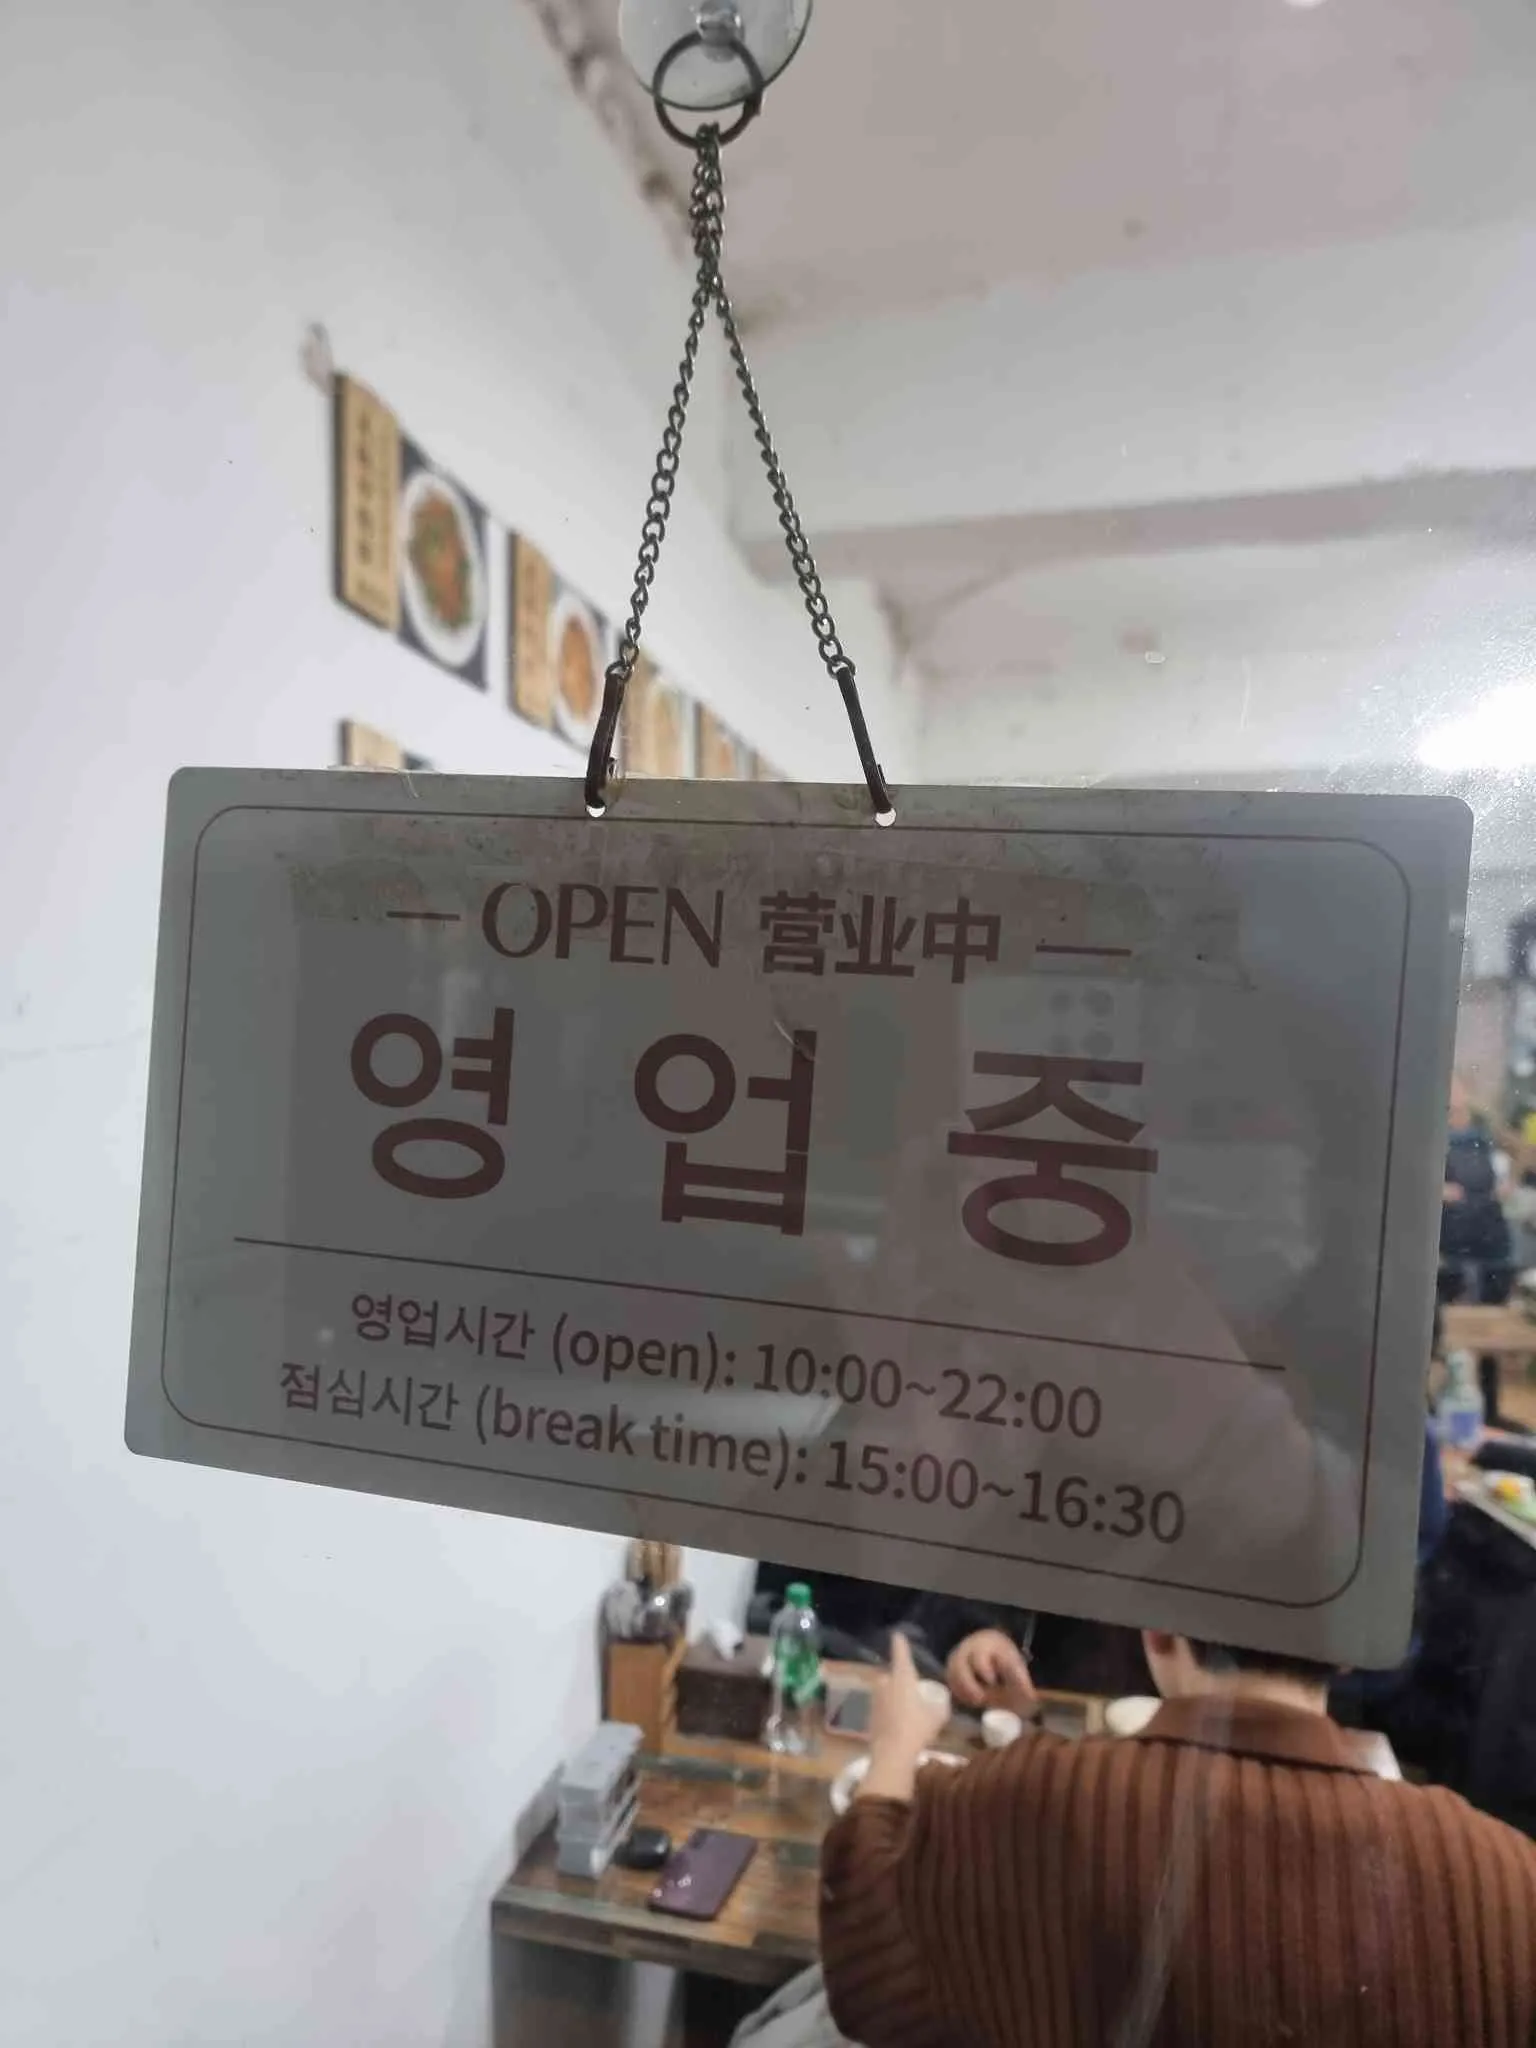 — OPEN 营业中 —
영업중
영업시간 (open): 10:00~22:00
점심시간 (break time): 15:00~16:30